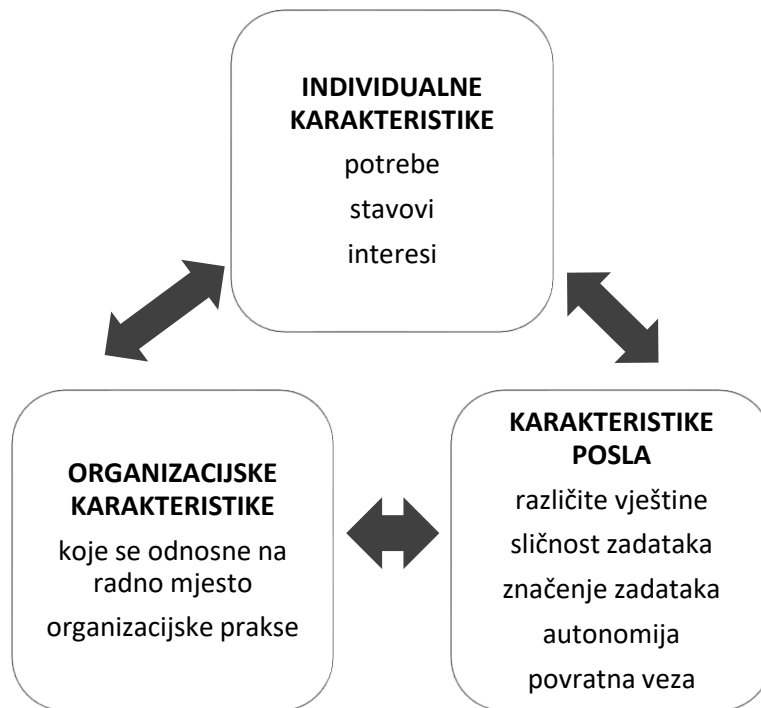 INDIVIDUALNE
KARAKTERISTIKE
potrebe
stavovi
interesi
ORGANIZACIJSKE
KARAKTERISTIKE
koje se odnosne na
radno mjesto
organizacijske prakse
KARAKTERISTIKE
POSLA
različite vještine
sličnost zadataka
značenje zadataka
autonomija
povratna veza